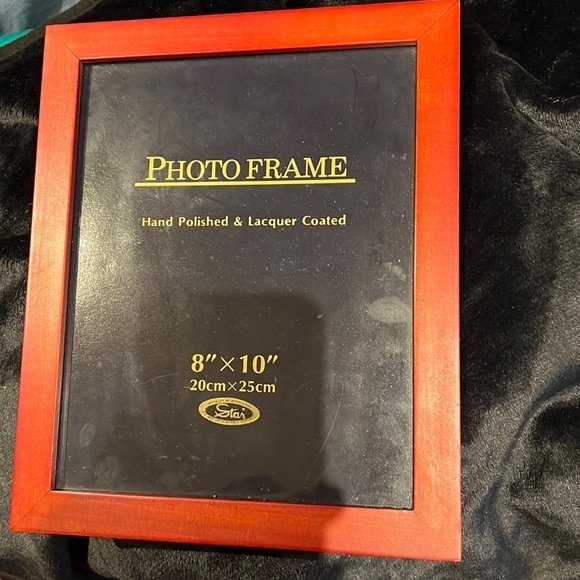 PHOTO FRAME
Hand Polished & Lacquer Coated
8″×10″
20cm×25cm
Star